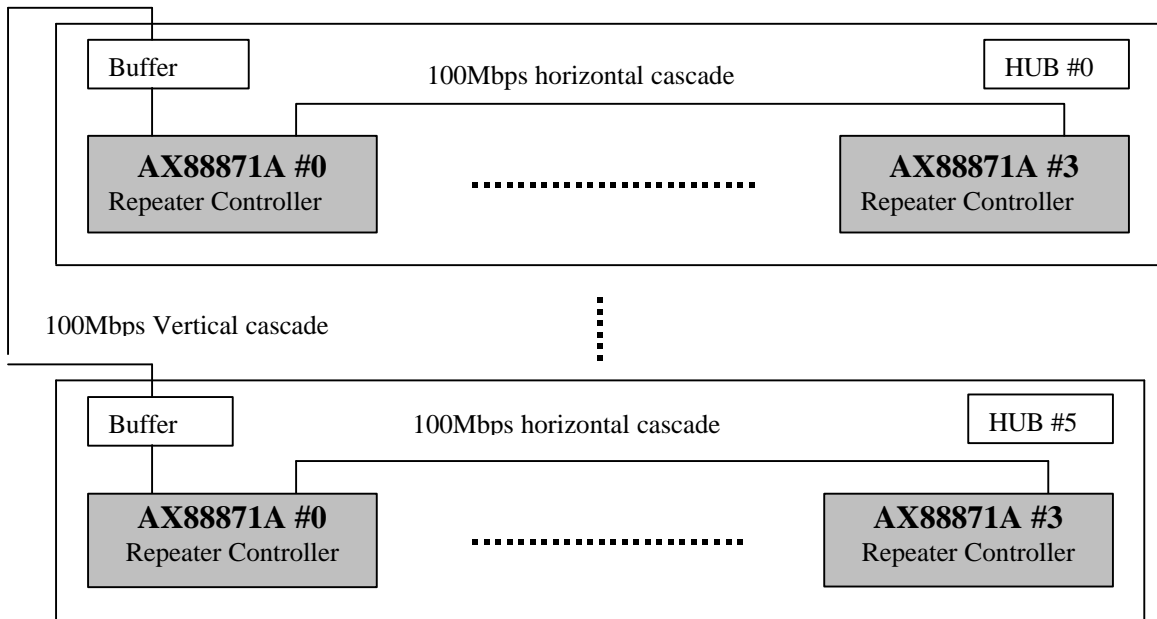 Buffer
100Mbps horizontal cascade
HUB #0
AX88871A #0
Repeater Controller
AX88871A #3
Repeater Controller
100Mbps Vertical cascade
Buffer
100Mbps horizontal cascade
HUB #5
AX88871A #0
Repeater Controller
AX88871A #3
Repeater Controller